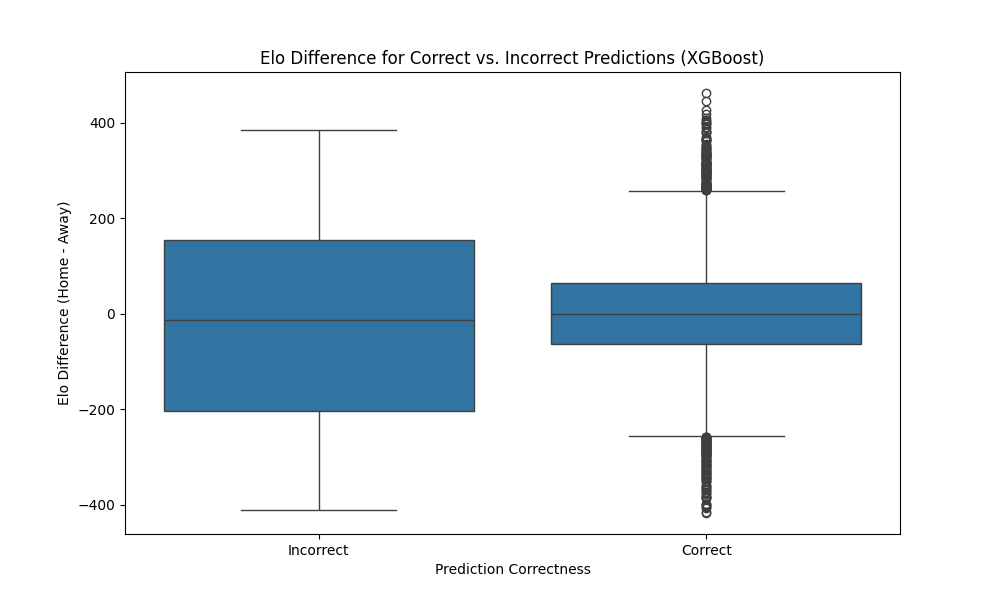 Elo Difference for Correct vs. Incorrect Predictions (XGBoost)
Elo Difference (Home - Away)
400
200
0
−200
−400
Incorrect
Correct
Prediction Correctness